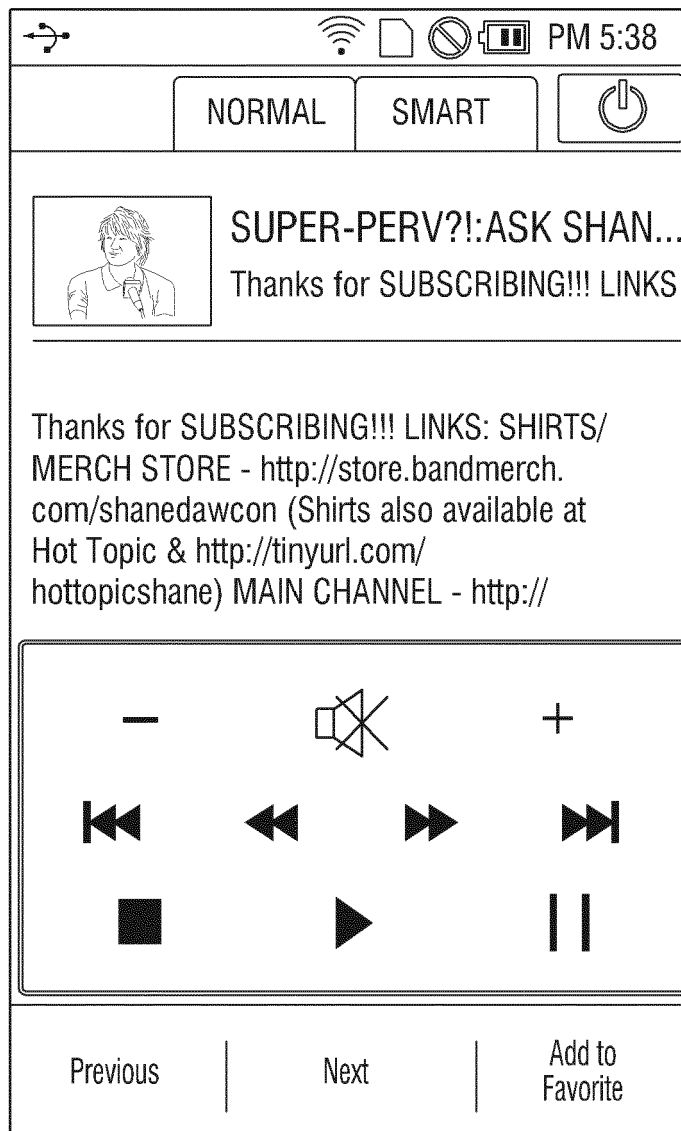 PM 5:38
NORMAL SMART
SUPER-PERV?!:ASK SHAN...
Thanks for SUBSCRIBING!!! LINKS
Thanks for SUBSCRIBING!!! LINKS: SHIRTS/
MERCH STORE - http://store.bandmerch.
com/shanedawcon (Shirts also available at
Hot Topic & http://tinyurl.com/
hottopicshane) MAIN CHANNEL - http://
Previous Next Add to
Favorite